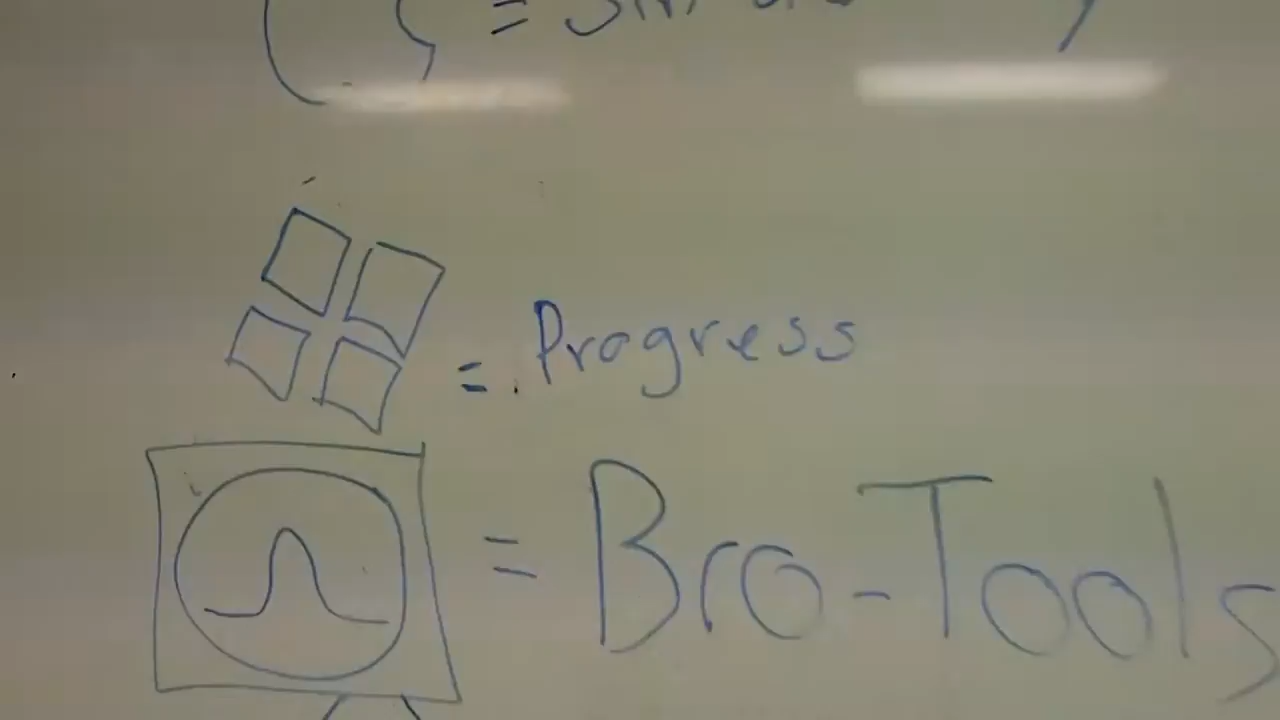 = Progress
= Bro-Tools